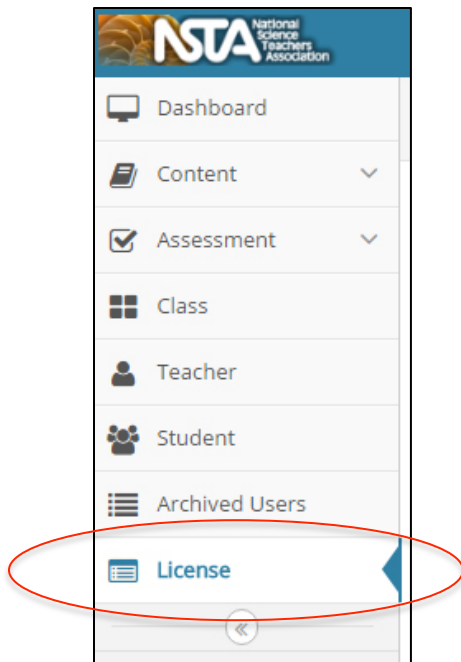 NSTA
National
Science
Teachers
Association
Dashboard
Content
Assessment
Class
Teacher
Student
Archived Users
License